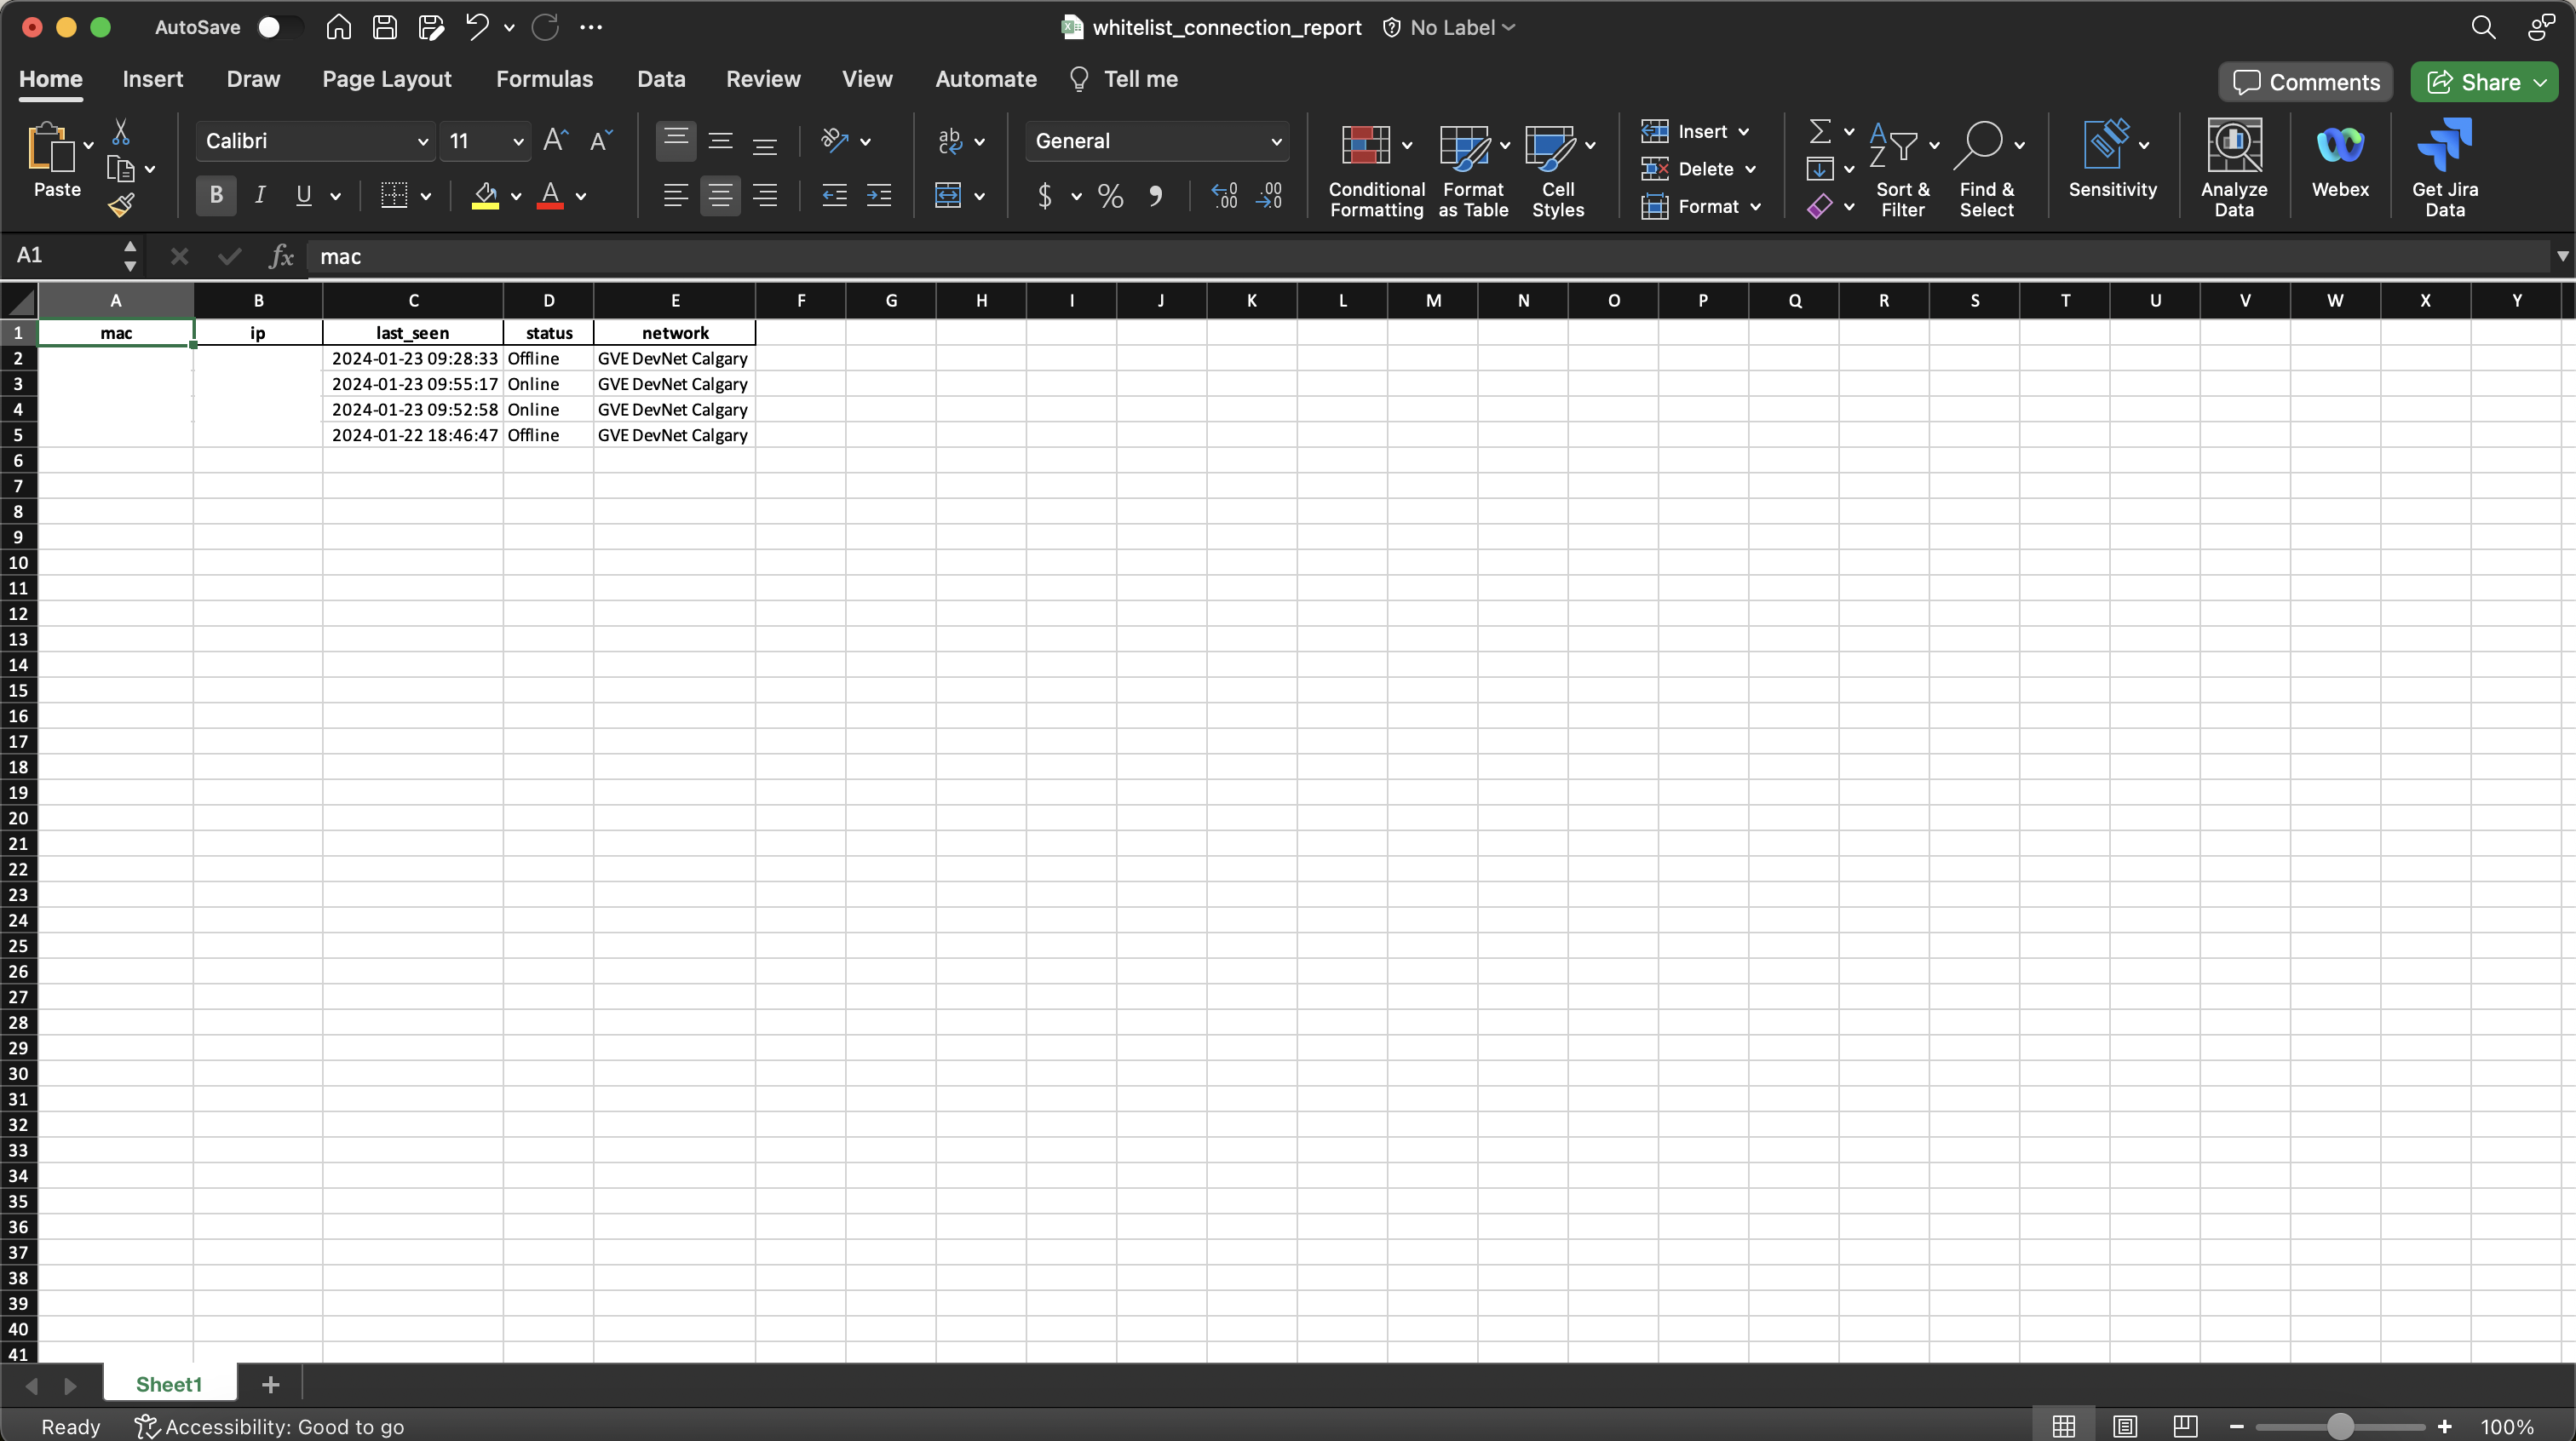 AutoSave
whitelist_connection_report
No Label
Home Insert Draw Page Layout Formulas Data Review View Automate Tell me
Comments Share
Paste
Calibri 11
B I U A
ab
General
$ % 
Conditional Formatting
Format as Table
Cell Styles
Insert
Delete
Format
Sort & Filter
Find & Select
Sensitivity
Analyze Data
Webex
Get Jira Data
A1 fx mac
A B C D E F G H I J K L M N O P Q R S T U V W X Y
1 mac ip last_seen status network
2 2024-01-23 09:28:33 Offline GVE DevNet Calgary
3 2024-01-23 09:55:17 Online GVE DevNet Calgary
4 2024-01-23 09:52:58 Online GVE DevNet Calgary
5 2024-01-22 18:46:47 Offline GVE DevNet Calgary
6
7
8
9
10
11
12
13
14
15
16
17
18
19
20
21
22
23
24
25
26
27
28
29
30
31
32
33
34
35
36
37
38
39
40
41
Sheet1
Ready Accessibility: Good to go
100%